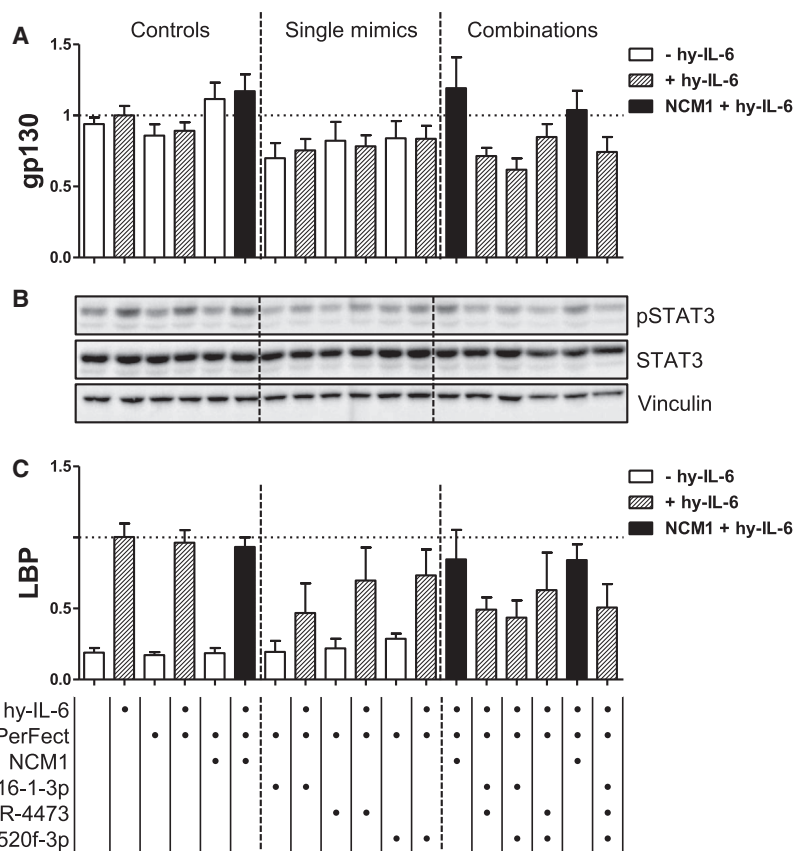 A
Controls Single mimics Combinations
1.5
1
0.5
0.0
gp130
- hy-IL-6
+ hy-IL-6
NCM1 + hy-IL-6
B
pSTAT3
STAT3
Vinculin
C
1.5
0.5
0.0
LBP
- hy-IL-6
+ hy-IL-6
NCM1 + hy-IL-6
hy-IL-6
PerFect
NCM1
16-1-3p
R-4473
520f-3p